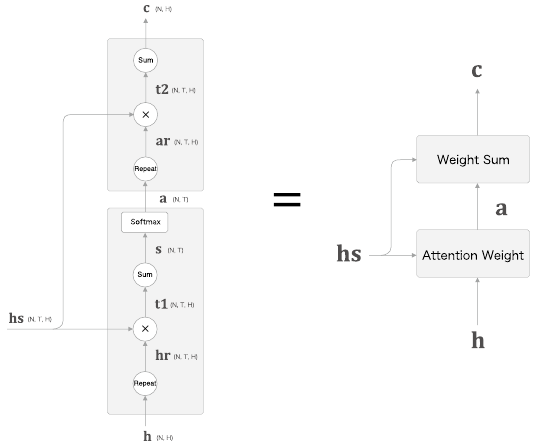 c (N, H)
Sum
t2 (N, T, H)
×
ar (N, T, H)
Repeat
a (N, T)
Softmax
s (N, T)
Sum
t1 (N, T, H)
hs (N, T, H)
×
hr (N, T, H)
Repeat
h (N, H)
=
c
Weight Sum
a
hs
Attention Weight
h